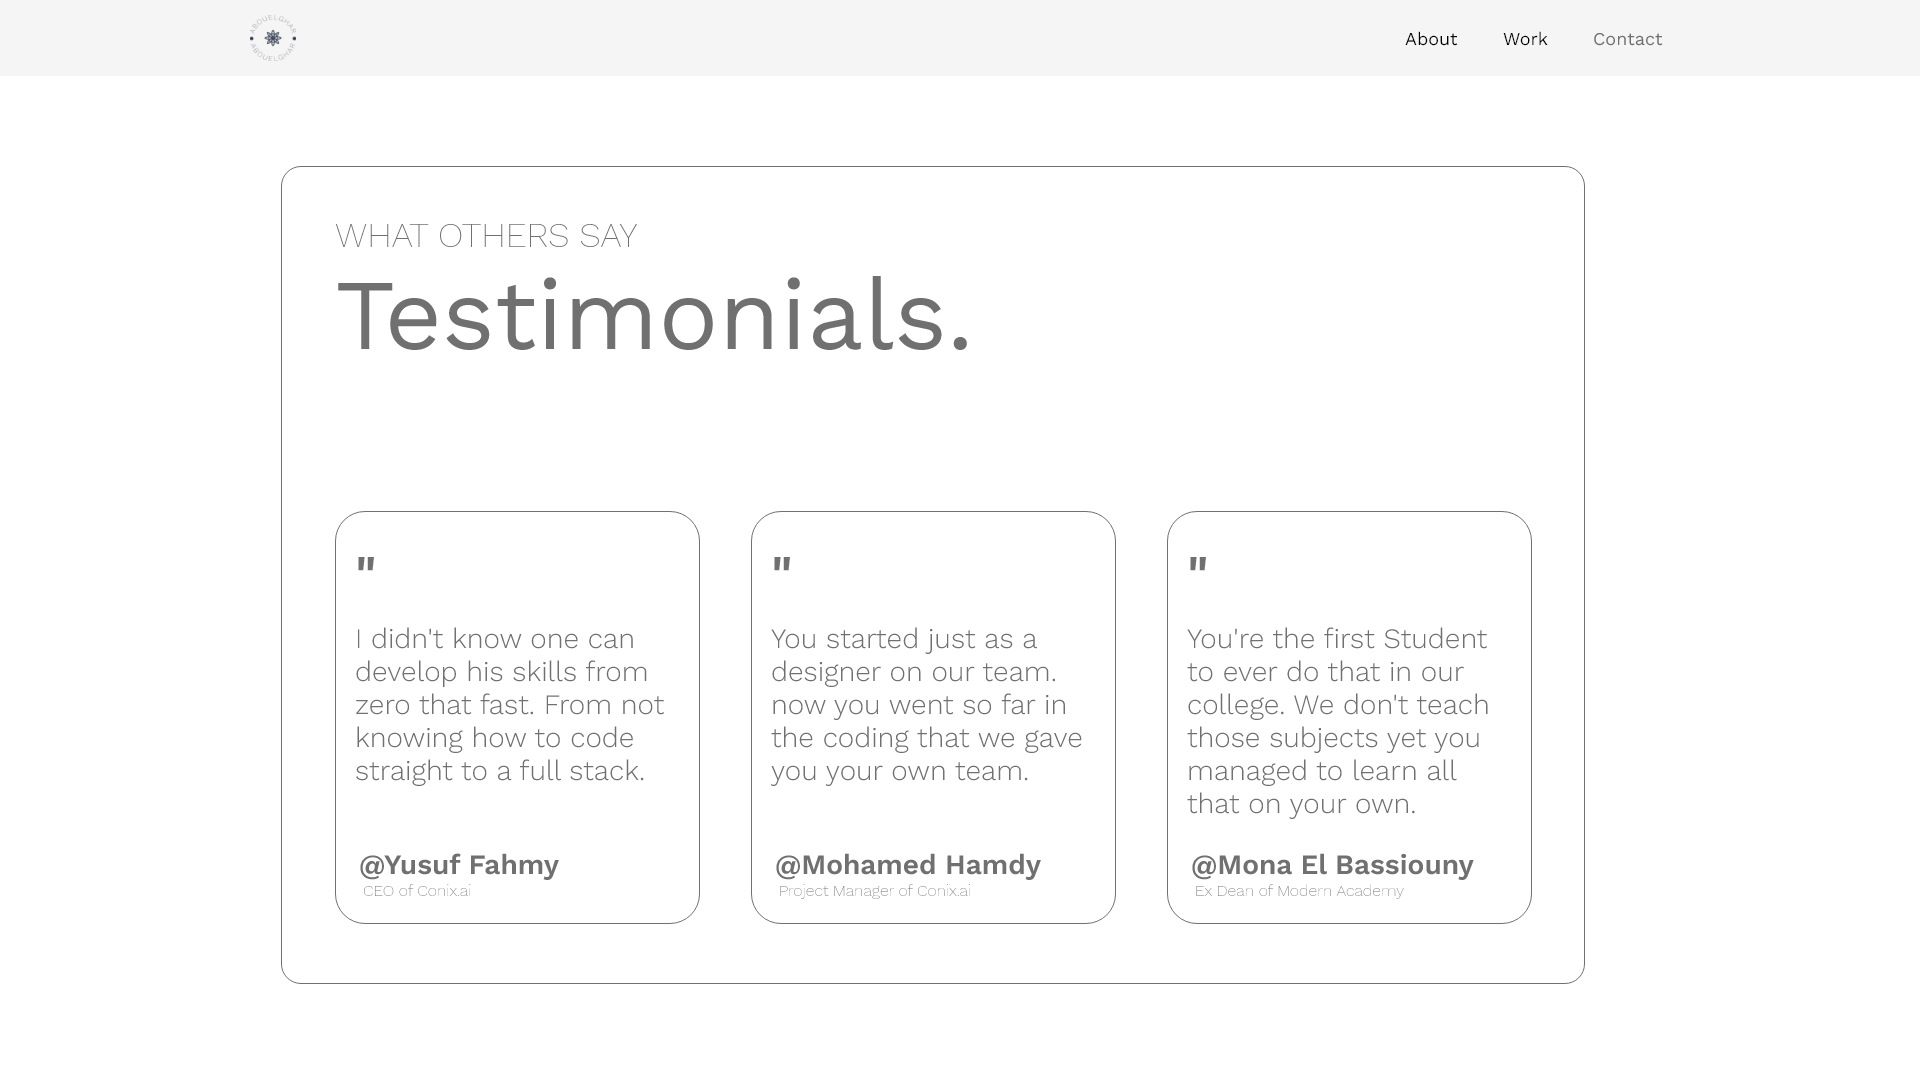 ABOUELGHAR
ABOUELGHAR
About
Work
Contact
WHAT OTHERS SAY
Testimonials.
"
I didn't know one can
develop his skills from
zero that fast. From not
knowing how to code
straight to a full stack.
@Yusuf Fahmy
CEO of Conix.ai
"
You started just as a
designer on our team.
now you went so far in
the coding that we gave
you your own team.
@Mohamed Hamdy
Project Manager of Conix.ai
"
You're the first Student
to ever do that in our
college. We don't teach
those subjects yet you
managed to learn all
that on your own.
@Mona El Bassiouny
Ex Dean of Modern Academy